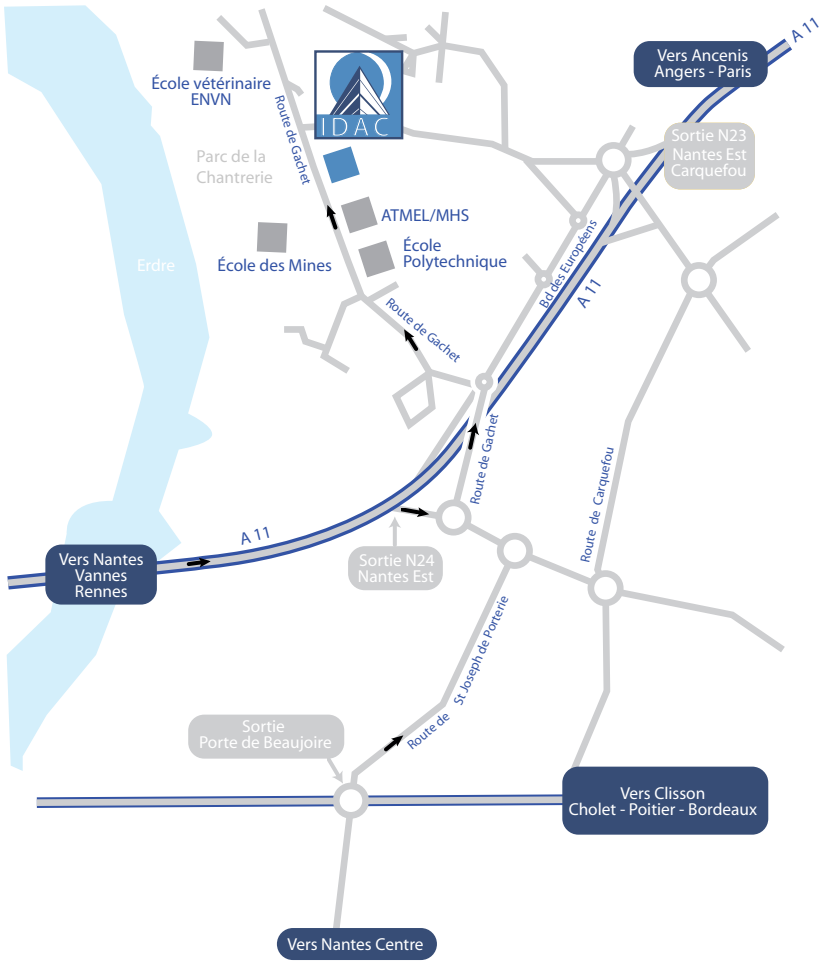 A 11
Vers Ancenis
Angers - Paris
École vétérinaire
ENVN
Route de Gachet
IDAC
Sortie N23
Nantes Est
Carquefou
Parc de la
Chantrerie
ATMEL/MHS
École
Polytechnique
École des Mines
Erdre
Bd des Européens
A 11
Route de Gachet
Route de Gachet
Route de Carquefou
A 11
Vers Nantes
Vannes
Rennes
Sortie N24
Nantes Est
Route de St Joseph de Porterie
Sortie
Porte de Beaujoire
Vers Clisson
Cholet - Poitier - Bordeaux
Vers Nantes Centre